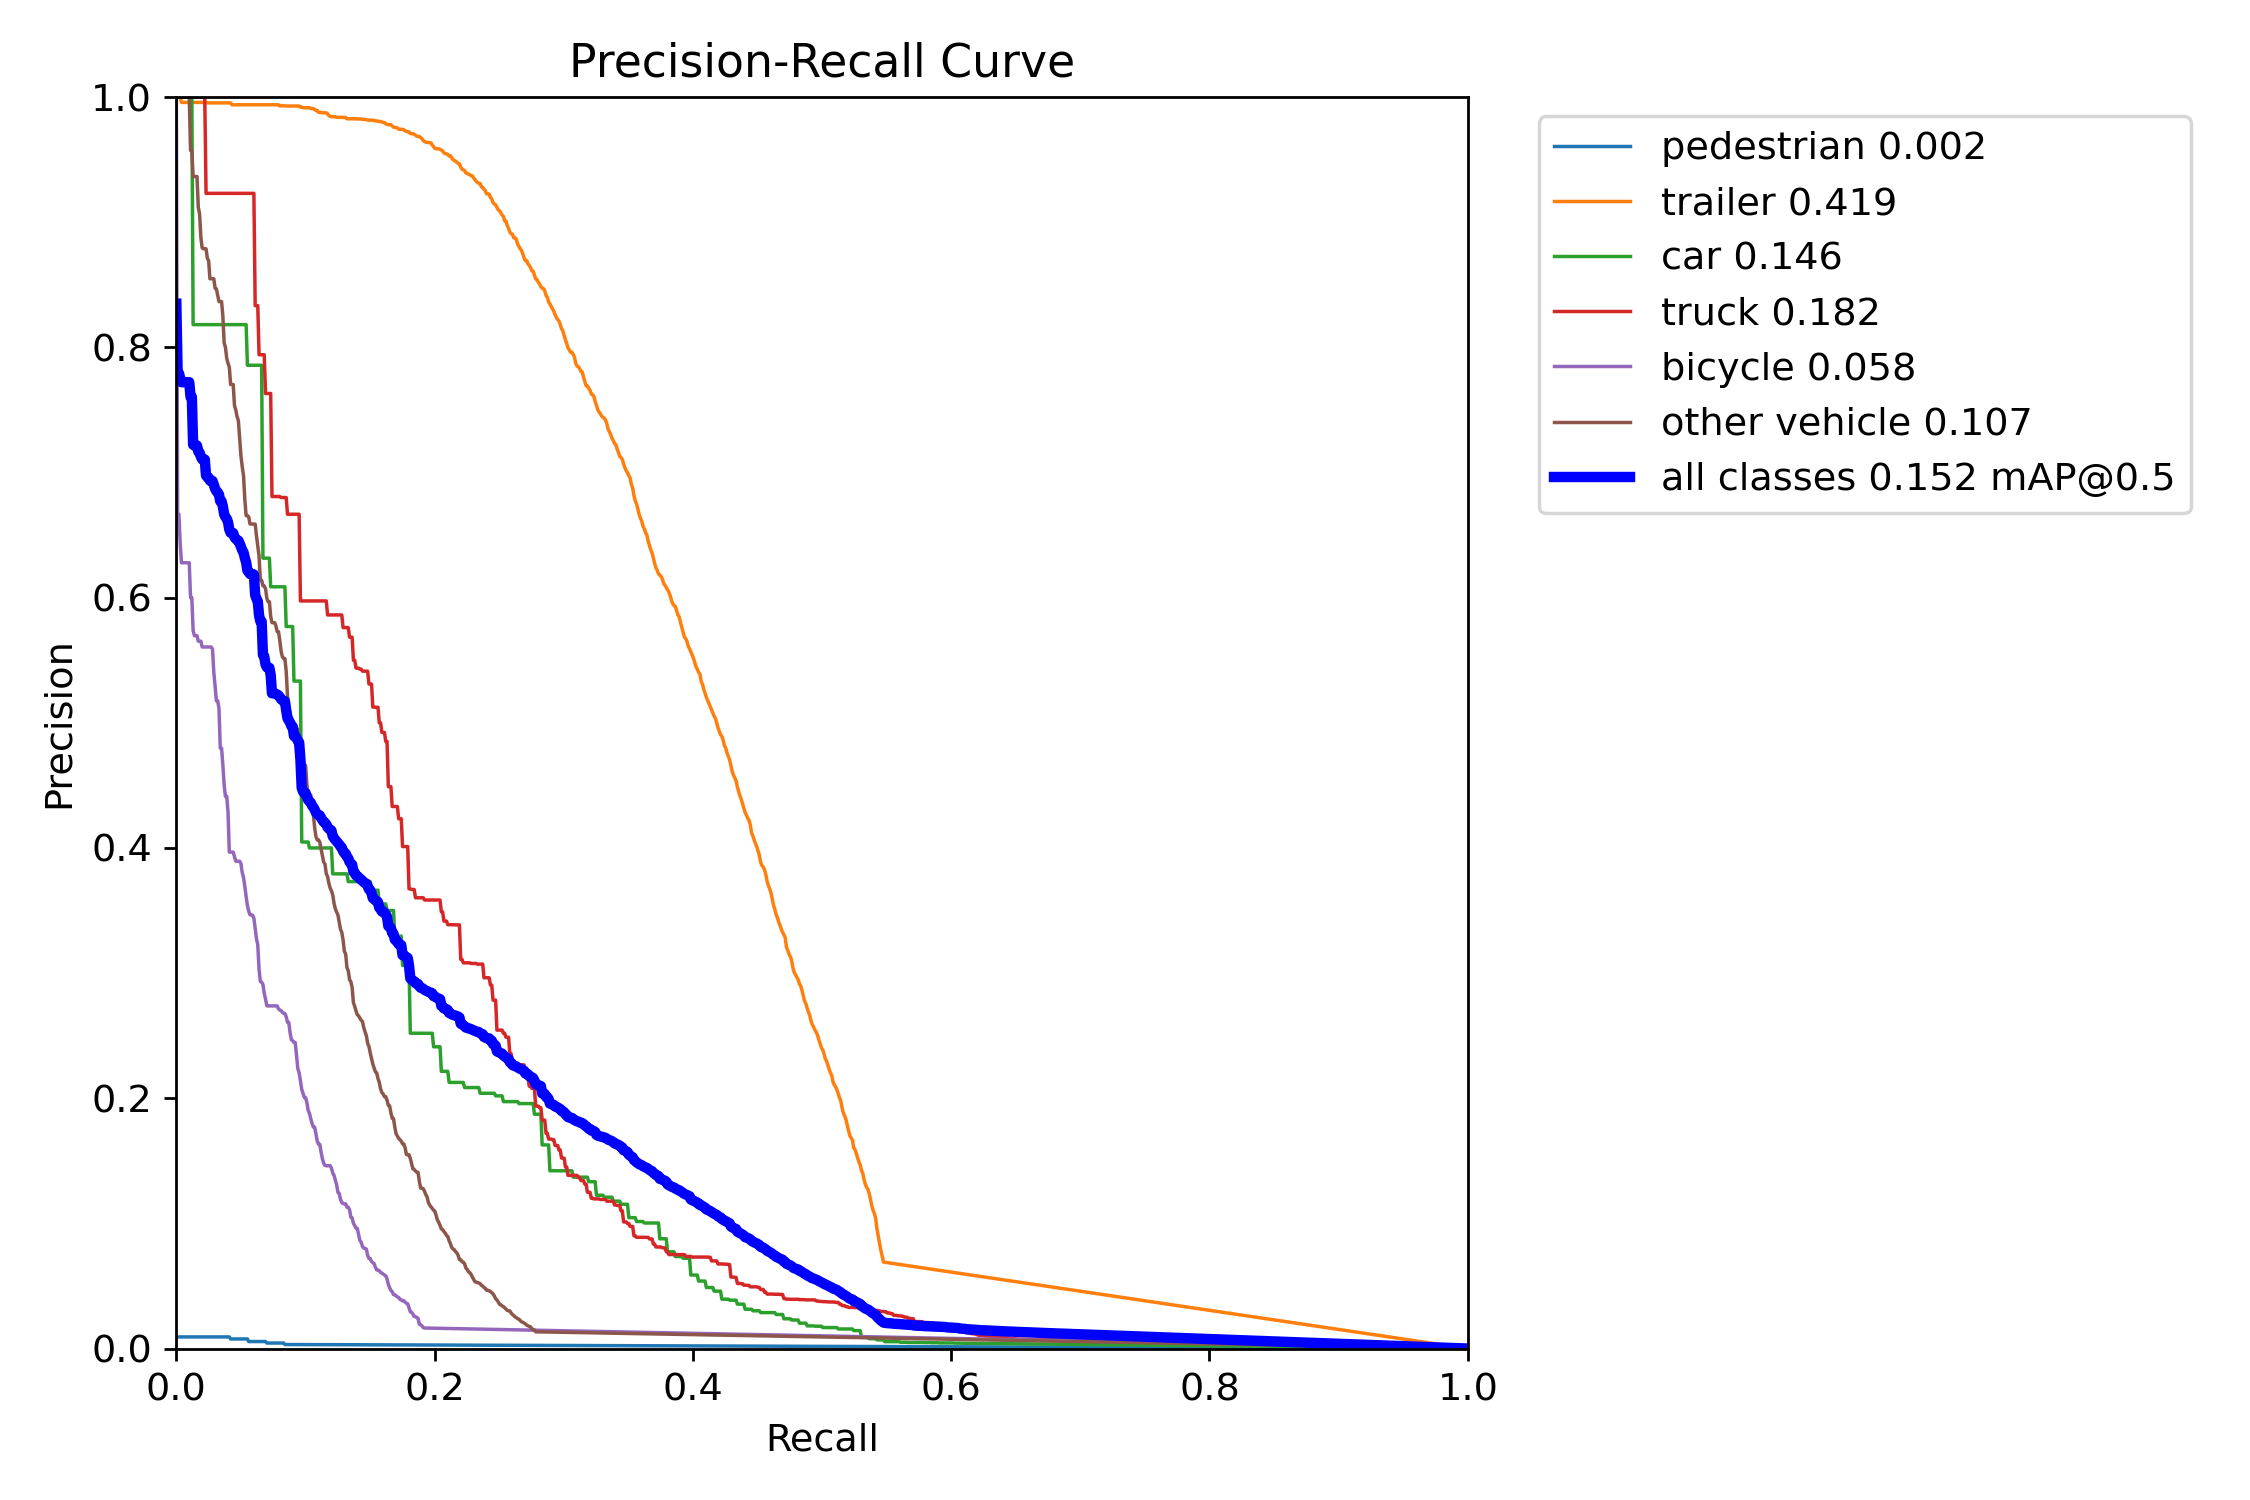 Precision-Recall Curve
1.0
0.8
0.6
0.4
0.2
0.0
Precision
0.0 0.2 0.4 0.6 0.8 1.0
Recall
pedestrian 0.002
trailer 0.419
car 0.146
truck 0.182
bicycle 0.058
other vehicle 0.107
all classes 0.152 mAP@0.5